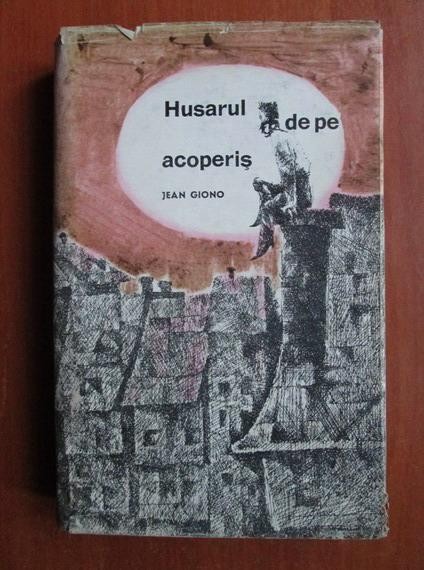 Husarul de pe
acoperiş
JEAN GIONO